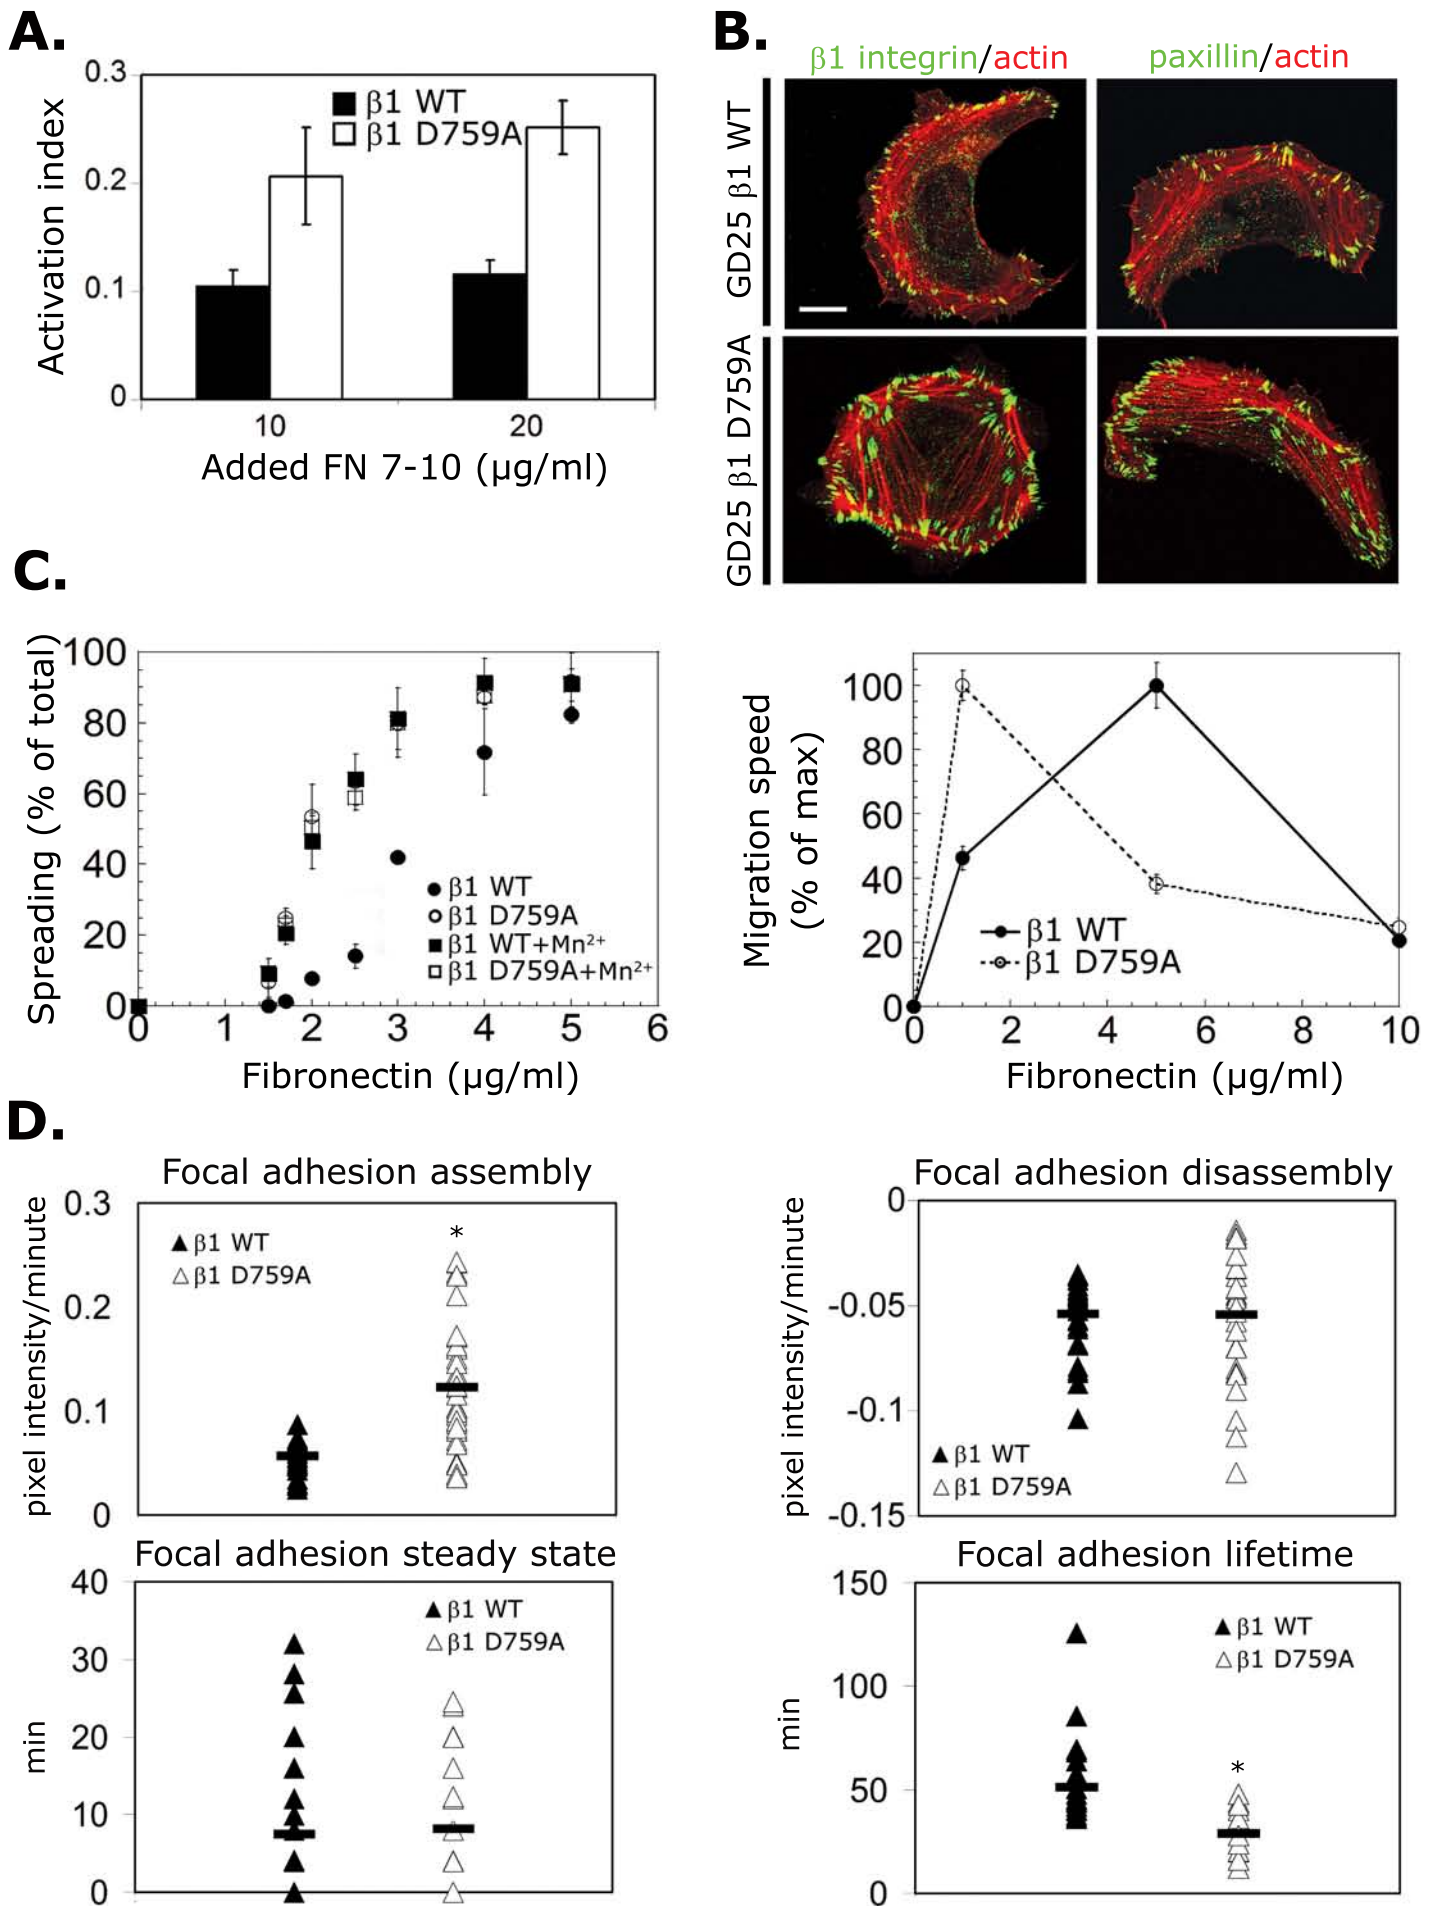 A.
0.3
0.2
0.1
0
Activation index
β1 WT
β1 D759A
10
20
Added FN 7-10 (µg/ml)
B.
β1 integrin/actin
paxillin/actin
GD25 β1 WT
GD25 β1 D759A
C.
Spreading (% of total)
100
80
60
40
20
0
β1 WT
β1 D759A
β1 WT+Mn²⁺
β1 D759A+Mn²⁺
0 1 2 3 4 5 6
Fibronectin (µg/ml)
Migration speed
(% of max)
100
80
60
40
20
0
β1 WT
β1 D759A
0 2 4 6 8 10
Fibronectin (µg/ml)
D.
Focal adhesion assembly
pixel intensity/minute
0.3
0.2
0.1
0
β1 WT
β1 D759A
*
Focal adhesion disassembly
pixel intensity/minute
0
-0.05
-0.1
-0.15
β1 WT
β1 D759A
Focal adhesion steady state
min
40
30
20
10
0
β1 WT
β1 D759A
Focal adhesion lifetime
min
150
100
50
0
β1 WT
β1 D759A
*